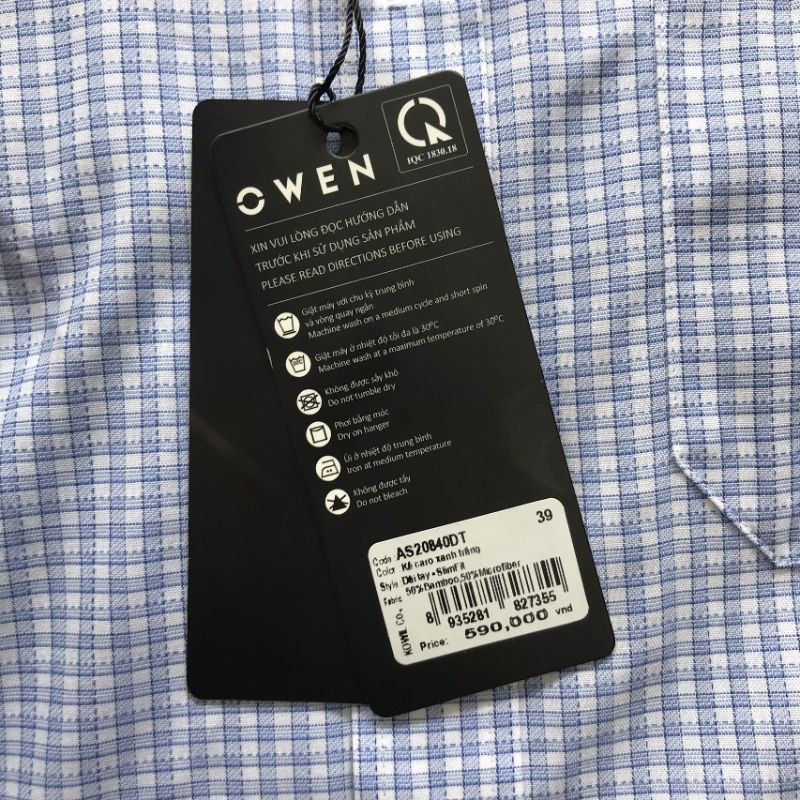 IQC 1830.18
OWEN
XIN VUI LÒNG ĐỌC HƯỚNG DẪN
TRƯỚC KHI SỬ DỤNG SẢN PHẨM
PLEASE READ DIRECTIONS BEFORE USING
Giặt máy với chu kỳ trung bình
và vòng quay ngắn
Machine wash on a medium cycle and short spin
Giặt máy ở nhiệt độ tối đa là 30°C
Machine wash at a maximum temperature of 30°C
Không được sấy khô
Do not tumble dry
Phơi bằng móc
Dry on hanger
Ủi ở nhiệt độ trung bình
Iron at medium temperature
Không được tẩy
Do not bleach
39
Code AS20840DT
Color Kẻ caro xanh trắng
Style Dài tay - SlimFit
Fabric 50%Bamboo,50%Microfiber
KOWIL CO.,
8 935281 827355
Price: 590,000 vnd